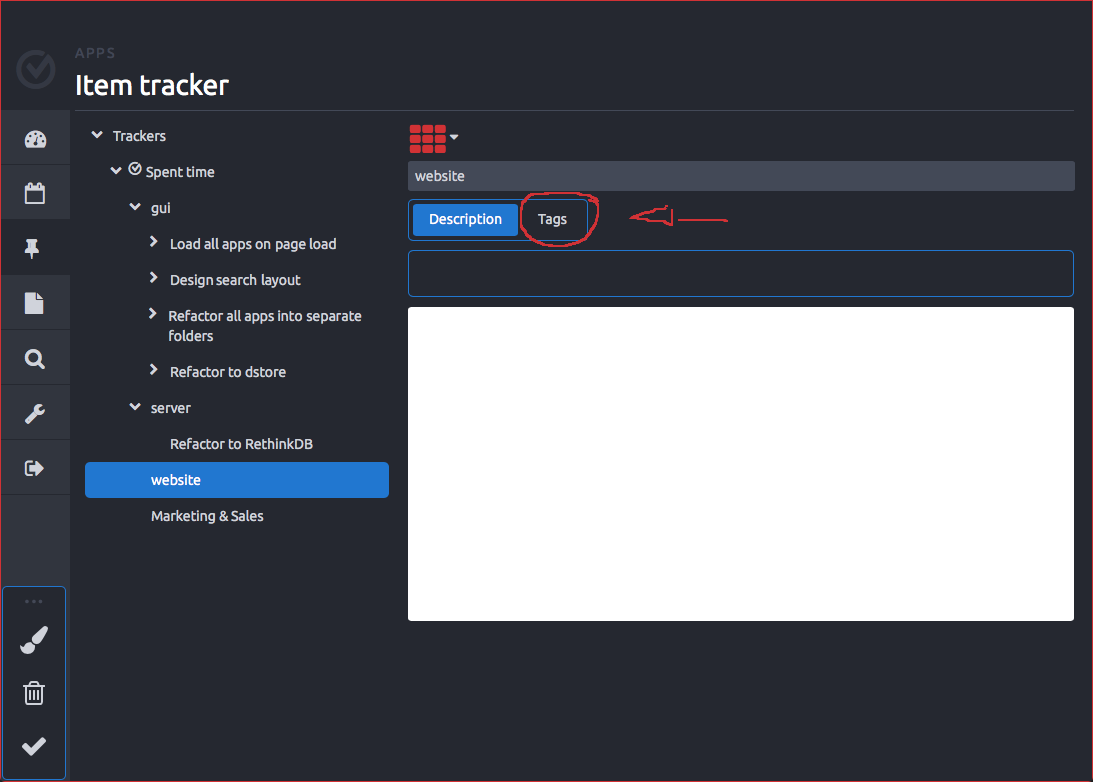 APPS
Item tracker
Trackers
Spent time
gui
Load all apps on page load
Design search layout
Refactor all apps into separate
folders
Refactor to dstore
server
Refactor to RethinkDB
website
Marketing & Sales
website
Description Tags